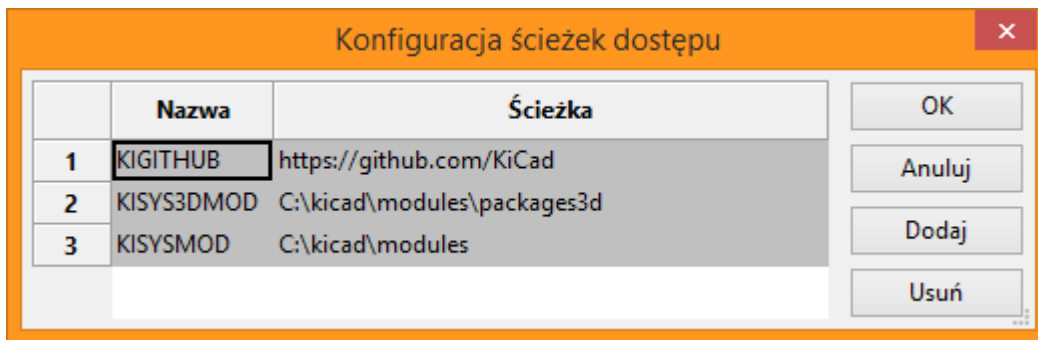 Konfiguracja ścieżek dostępu
Nazwa Ścieżka
1 KIGITHUB https://github.com/KiCad
2 KISYS3DMOD C:\kicad\modules\packages3d
3 KISYSMOD C:\kicad\modules
OK
Anuluj
Dodaj
Usuń